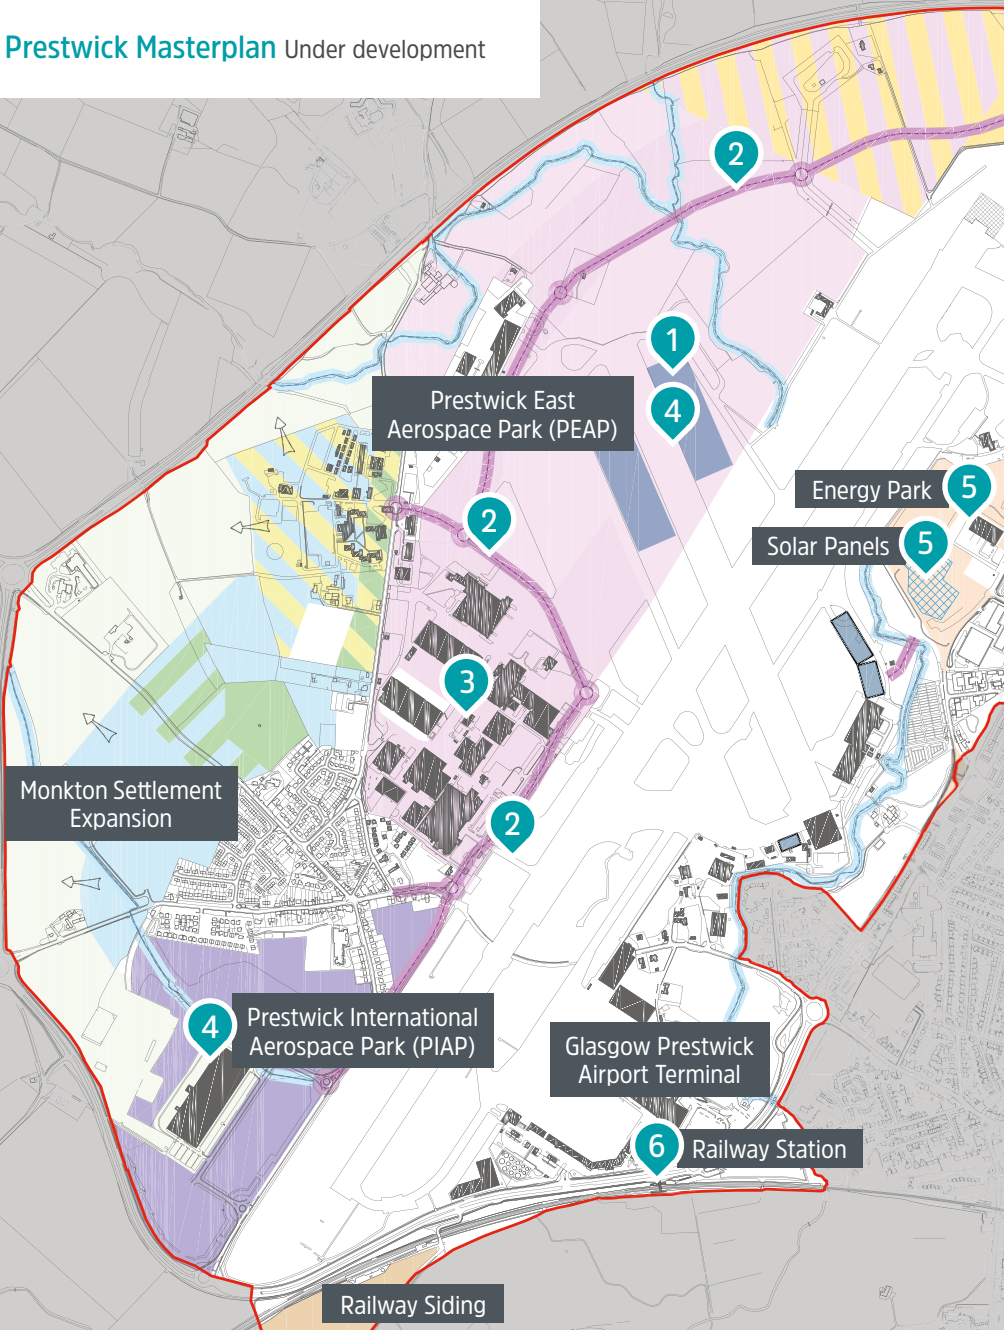 Prestwick Masterplan Under development
2
1
Prestwick East
Aerospace Park (PEAP)
4
Energy Park 5
2
Solar Panels 5
3
Monkton Settlement
Expansion
2
4
Prestwick International
Aerospace Park (PIAP)
Glasgow Prestwick
Airport Terminal
6 Railway Station
Railway Siding